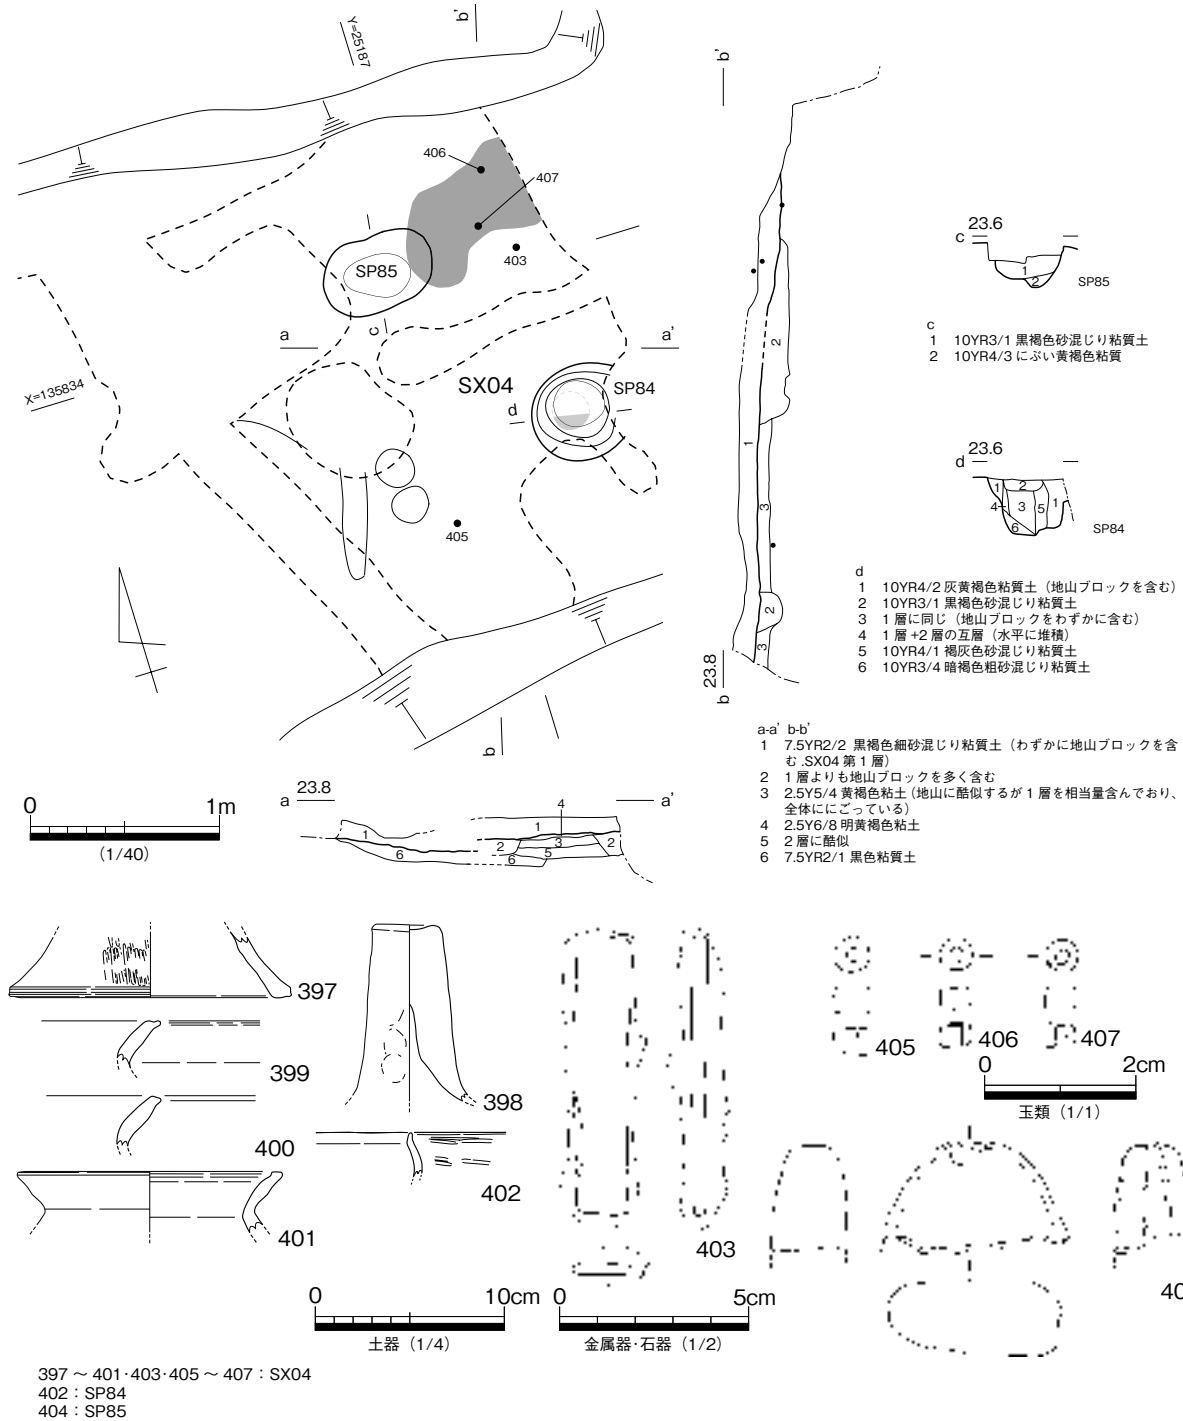 Y=25187
b'
406
407
403
SP85
c
a
a'
X=135834
SX04
SP84
d
405
b
b'
1
2
3
2
3
23.8
b
23.6
c
1
2
SP85
c
1 10YR3/1 黒褐色砂混じり粘質土
2 10YR4/3 にぶい黄褐色粘質
23.6
d
1
2
4
3
5
1
6
SP84
d
1 10YR4/2 灰黄褐色粘質土（地山ブロックを含む）
2 10YR3/1 黒褐色砂混じり粘質土
3 1層に同じ（地山ブロックをわずかに含む）
4 1層+2層の互層（水平に堆積）
5 10YR4/1 褐灰色砂混じり粘質土
6 10YR3/4 暗褐色粗砂混じり粘質土
a-a' b-b'
1 7.5YR2/2 黒褐色細砂混じり粘質土（わずかに地山ブロックを含
む.SX04 第1層）
2 1層よりも地山ブロックを多く含む
3 2.5Y5/4 黄褐色粘土（地山に酷似するが1層を相当量含んでおり、
全体ににごっている）
4 2.5Y6/8 明黄褐色粘土
5 2層に酷似
6 7.5YR2/1 黒色粘質土
0 1m
(1/40)
23.8
a
a'
4
1
1
3
2
2
5
6
6
397
399
400
401
398
402
403
405
406
407
0 2cm
玉類（1/1）
40
0 10cm
土器（1/4）
0 5cm
金属器・石器（1/2）
397 ～ 401・403・405 ～ 407：SX04
402：SP84
404：SP85